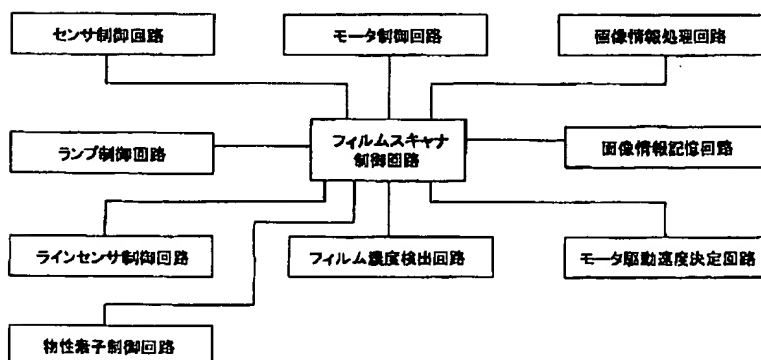 センサ制御回路
モータ制御回路
画像情報処理回路
ランプ制御回路
フィルムスキャナ
制御回路
画像情報記憶回路
ラインセンサ制御回路
フィルム濃度検出回路
モータ駆動速度決定回路
物性素子制御回路